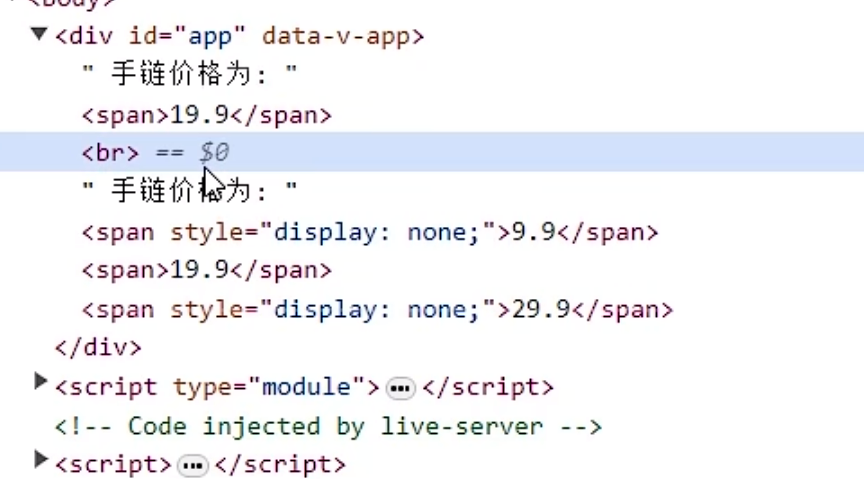 <body>
▼<div id="app" data-v-app>
" 手链价格为: "
<span>19.9</span>
<br> == $0
" 手链价格为: "
<span style="display: none;">9.9</span>
<span>19.9</span>
<span style="display: none;">29.9</span>
</div>
▶<script type="module">…</script>
<!-- Code injected by live-server -->
▶<script>…</script>